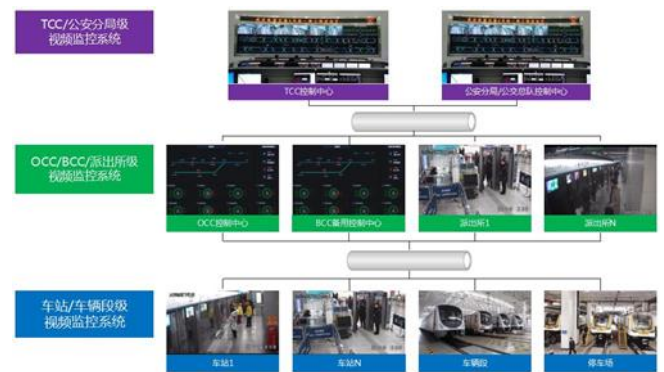 TCC/公安分局级
视频监控系统
TCC控制中心
公安分局/公交总队控制中心
OCC/BCC/派出所级
视频监控系统
OCC控制中心
BCC备用控制中心
派出所1
派出所N
车站/车辆段级
视频监控系统
车站1
车站N
车辆段
停车场